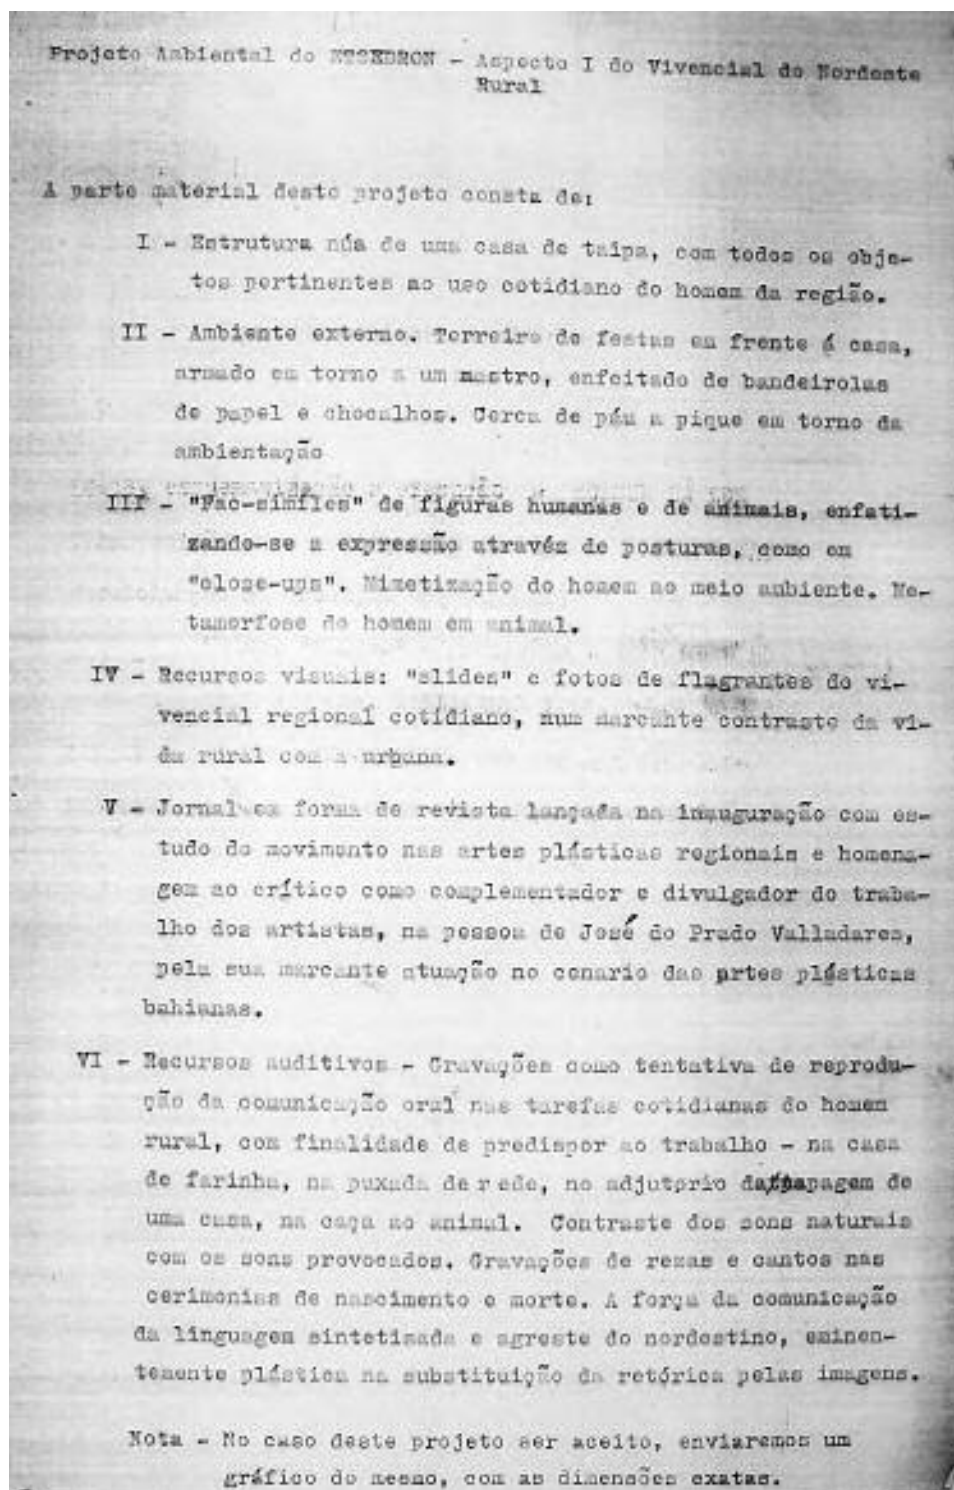 Projeto Ambiental do ETSEDRON - Aspecto I do Vivencial do Nordeste
Rural
A parte material deste projeto consta de:
I - Estrutura núa de uma casa de taipa, com todos os obje-
tos pertinentes ao uso cotidiano do homem da região.
II - Ambiente externo. Terreiro de festas em frente á casa,
armado em torno a um mastro, enfeitado de bandeirolas
de papel e chocalhos. Cerca de páu a pique em torno da
ambientação
III - "Fac-símiles" de figuras humanas e de animais, enfati-
zando-se a expressão atravéz de posturas, como em
"close-ups". Mimetização do homem ao meio ambiente. Me-
tamorfose do homem em animal.
IV - Recursos visuais: "slides" e fotos de flagrantes do vi-
vencial regional cotidiano, num marcante contraste da vi-
da rural com a urbana.
V - Jornal em forma de revista lançada na inauguração com es-
tudo do movimento nas artes plásticas regionais e homena-
gem ao crítico como complementador e divulgador do traba-
lho dos artistas, na pessoa de José do Prado Valladares,
pela sua marcante atuação no cenario das artes plásticas
bahianas.
VI - Recursos auditivos - Gravações como tentativa de reprodu-
ção da comunicação oral nas tarefas cotidianas do homem
rural, com finalidade de predispor ao trabalho - na casa
de farinha, na puxada de rede, no adjutorio da tapagem de
uma casa, na caça ao animal. Contraste dos sons naturais
com os sons provocados. Gravações de rezas e cantos nas
cerimonias de nascimento e morte. A força da comunicação
da linguagem sintetizada e agreste do nordestino, eminen-
temente plástica na substituição da retórica pelas imagens.
Nota - No caso deste projeto ser aceito, enviaremos um
gráfico do mesmo, com as dimensões exatas.